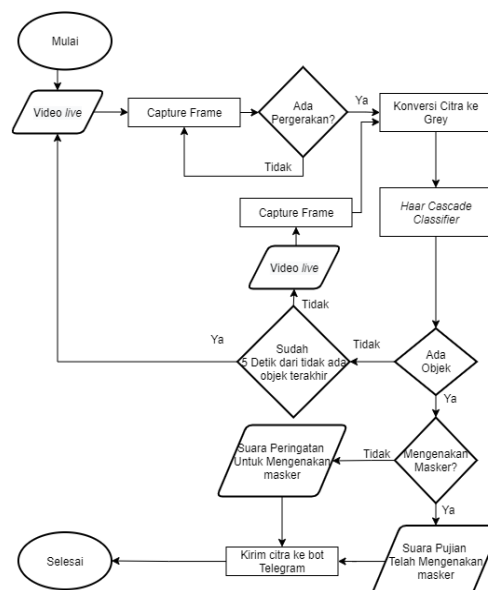 Mulai
Video live
Capture Frame
Ada
Pergerakan?
Ya
Konversi Citra ke
Grey
Tidak
Capture Frame
Haar Cascade
Classifier
Video live
Tidak
Ya
Sudah
5 Detik dari tidak ada
objek terakhir
Tidak
Ada
Objek
Ya
Suara Peringatan
Untuk Mengenakan
masker
Tidak
Mengenakan
Masker?
Ya
Selesai
Kirim citra ke bot
Telegram
Suara Pujian
Telah Mengenakan
masker